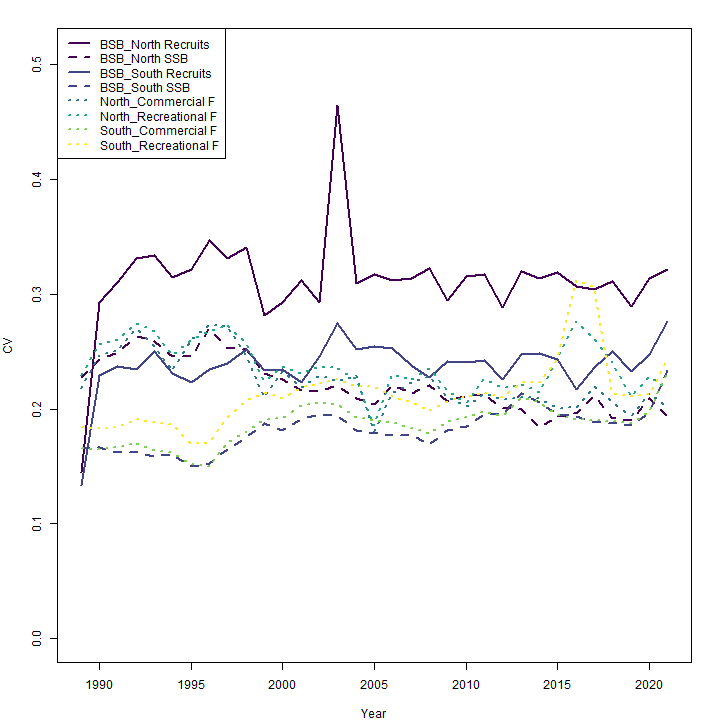 BSB_North Recruits
BSB_North SSB
BSB_South Recruits
BSB_South SSB
North_Commercial F
North_Recreational F
South_Commercial F
South_Recreational F
0.5
0.4
0.3
0.2
0.1
0.0
CV
1990 1995 2000 2005 2010 2015 2020
Year